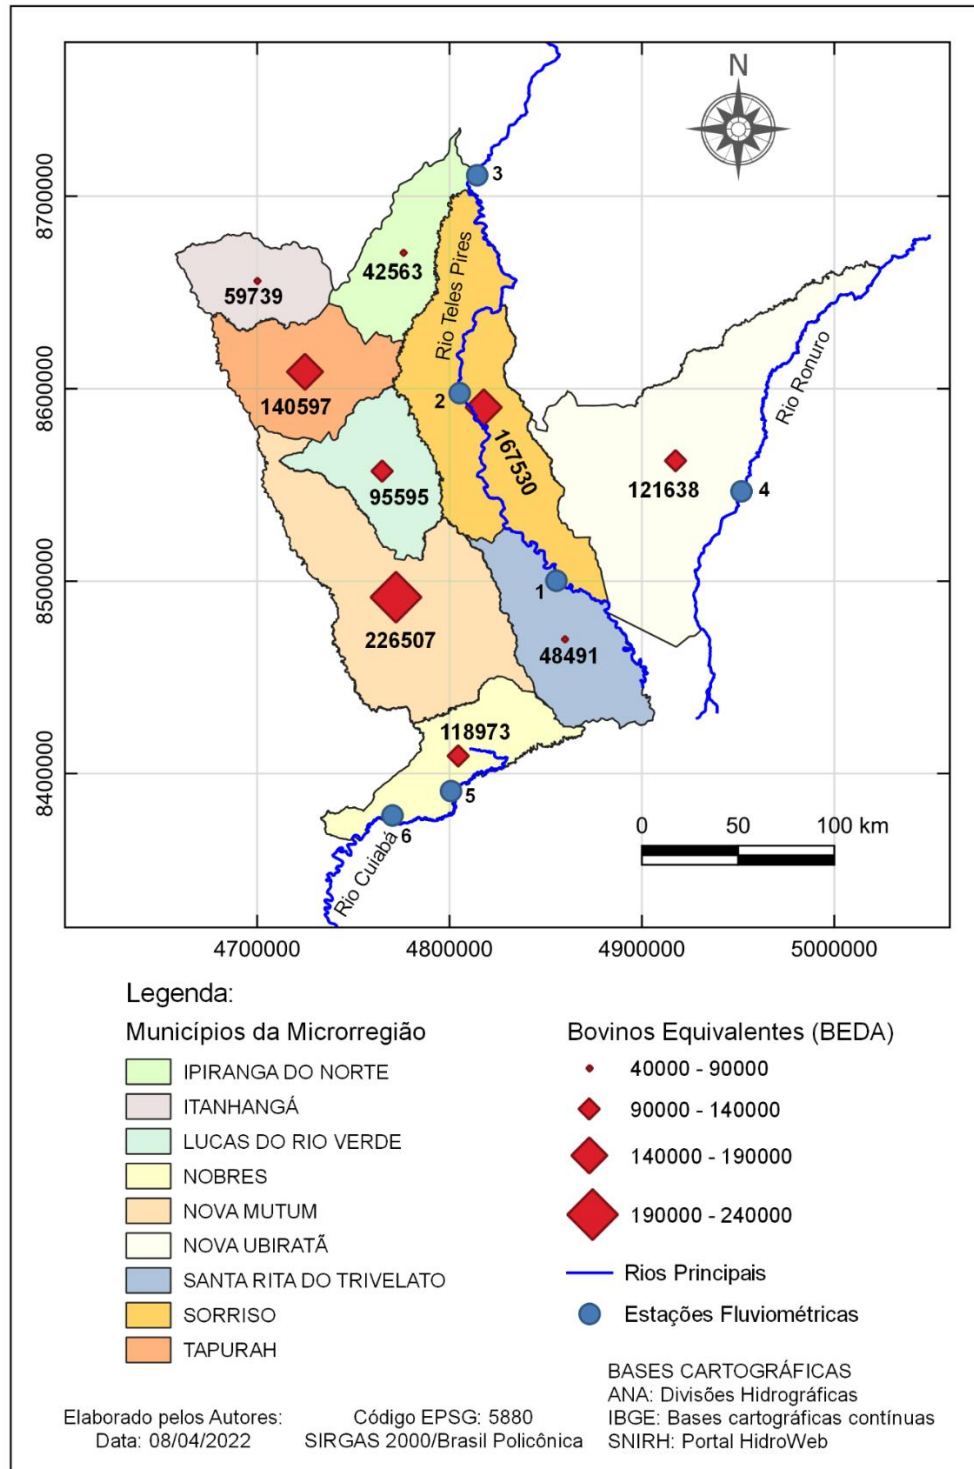 N
8700000
8600000
8500000
8400000
3
Rio Teles Pires
42563
59739
Rio Ronuro
2
140597
167530
95595
121638
4
1
226507
48491
118973
5
6
Rio Cuiabá
0 50 100 km
4700000 4800000 4900000 5000000
Legenda:
Municípios da Microrregião
IPIRANGA DO NORTE
ITANHANGÁ
LUCAS DO RIO VERDE
NOBRES
NOVA MUTUM
NOVA UBIRATÃ
SANTA RITA DO TRIVELATO
SORRISO
TAPURAH
Bovinos Equivalentes (BEDA)
40000 - 90000
90000 - 140000
140000 - 190000
190000 - 240000
Rios Principais
Estações Fluviométricas
Elaborado pelos Autores:
Data: 08/04/2022
Código EPSG: 5880
SIRGAS 2000/Brasil Policônica
BASES CARTOGRÁFICAS
ANA: Divisões Hidrográficas
IBGE: Bases cartográficas contínuas
SNIRH: Portal HidroWeb